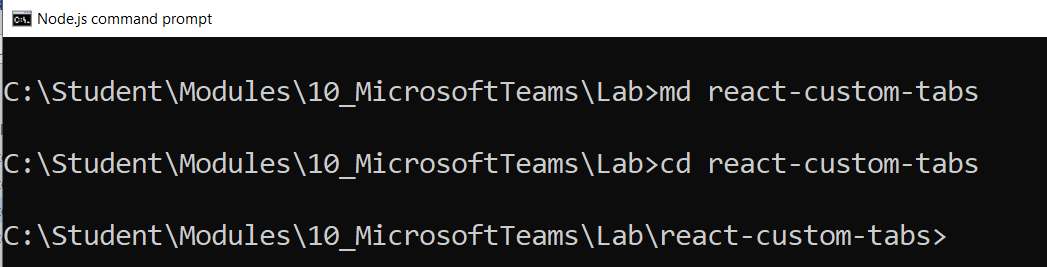 Node.js command prompt
C:\Student\Modules\10_MicrosoftTeams\Lab>md react-custom-tabs
C:\Student\Modules\10_MicrosoftTeams\Lab>cd react-custom-tabs
C:\Student\Modules\10_MicrosoftTeams\Lab\react-custom-tabs>